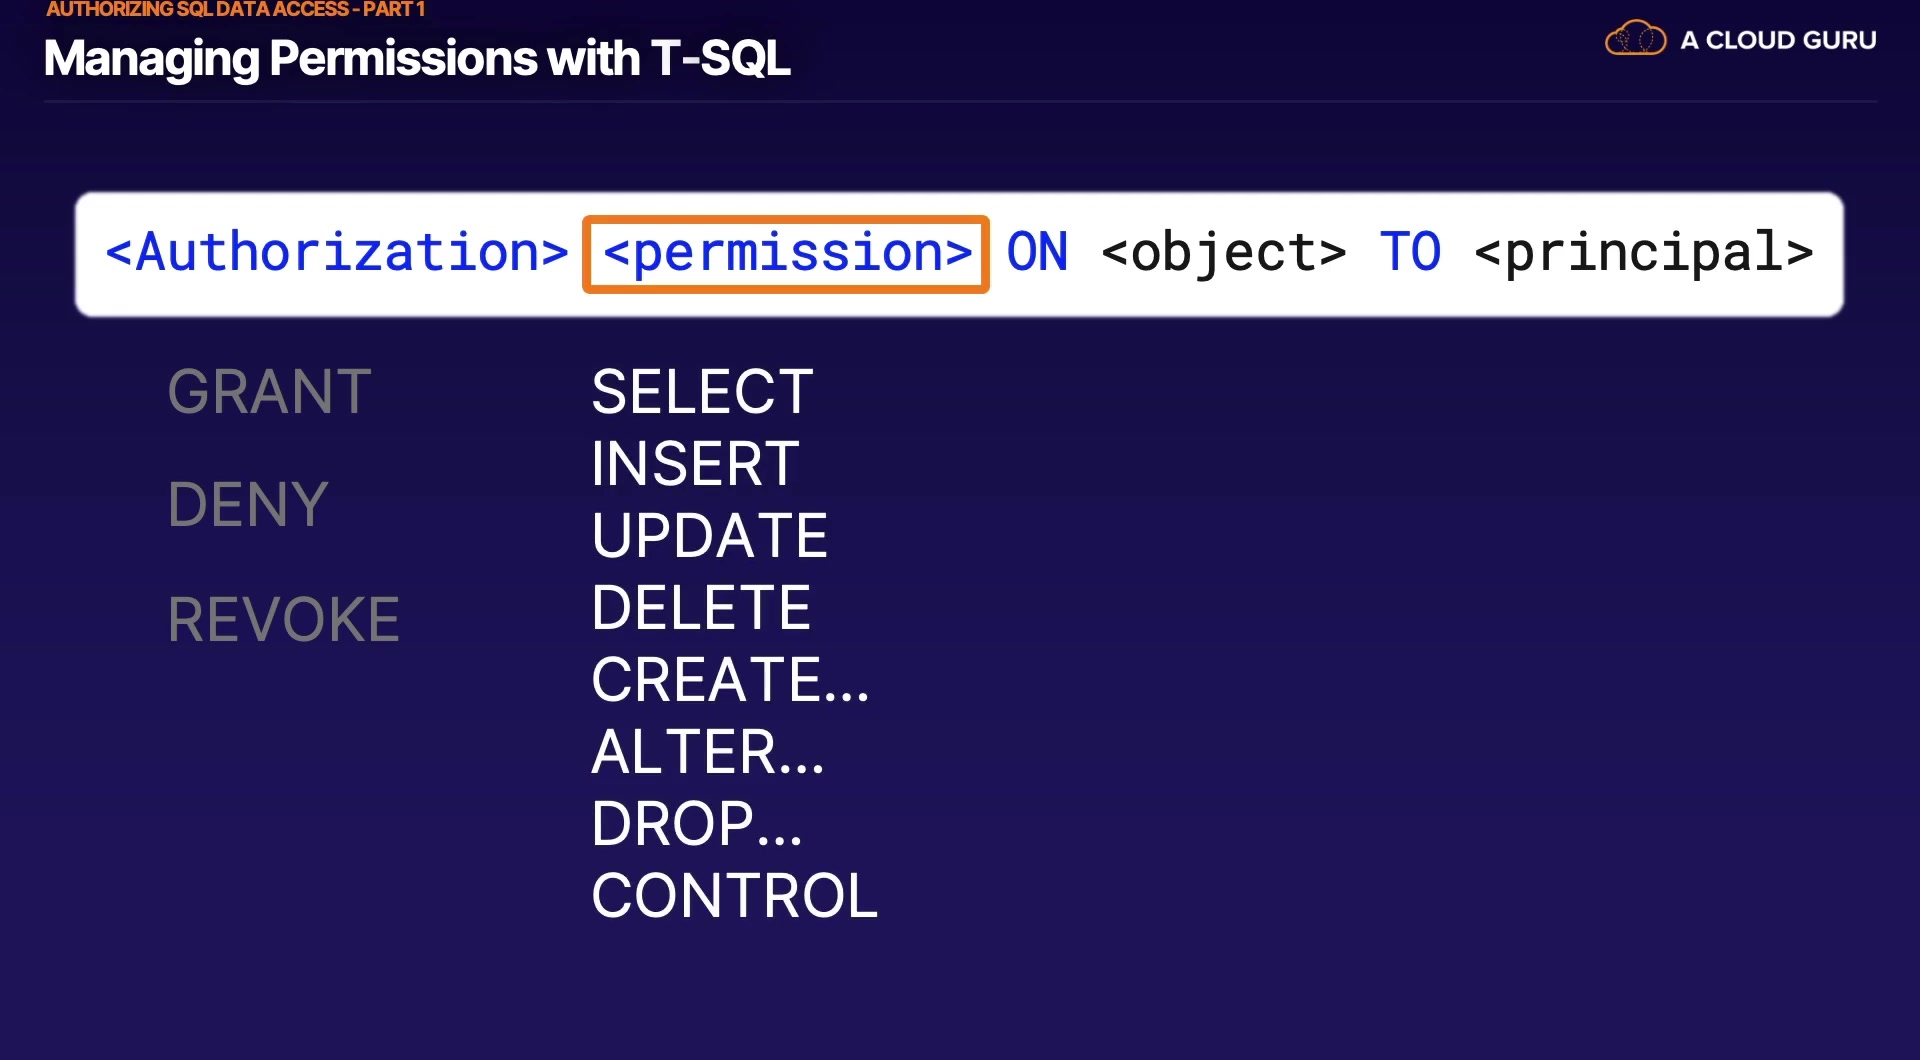 AUTHORIZING SQL DATA ACCESS - PART 1
Managing Permissions with T-SQL
A CLOUD GURU
<Authorization> <permission> ON <object> TO <principal>
GRANT
DENY
REVOKE
SELECT
INSERT
UPDATE
DELETE
CREATE...
ALTER...
DROP...
CONTROL